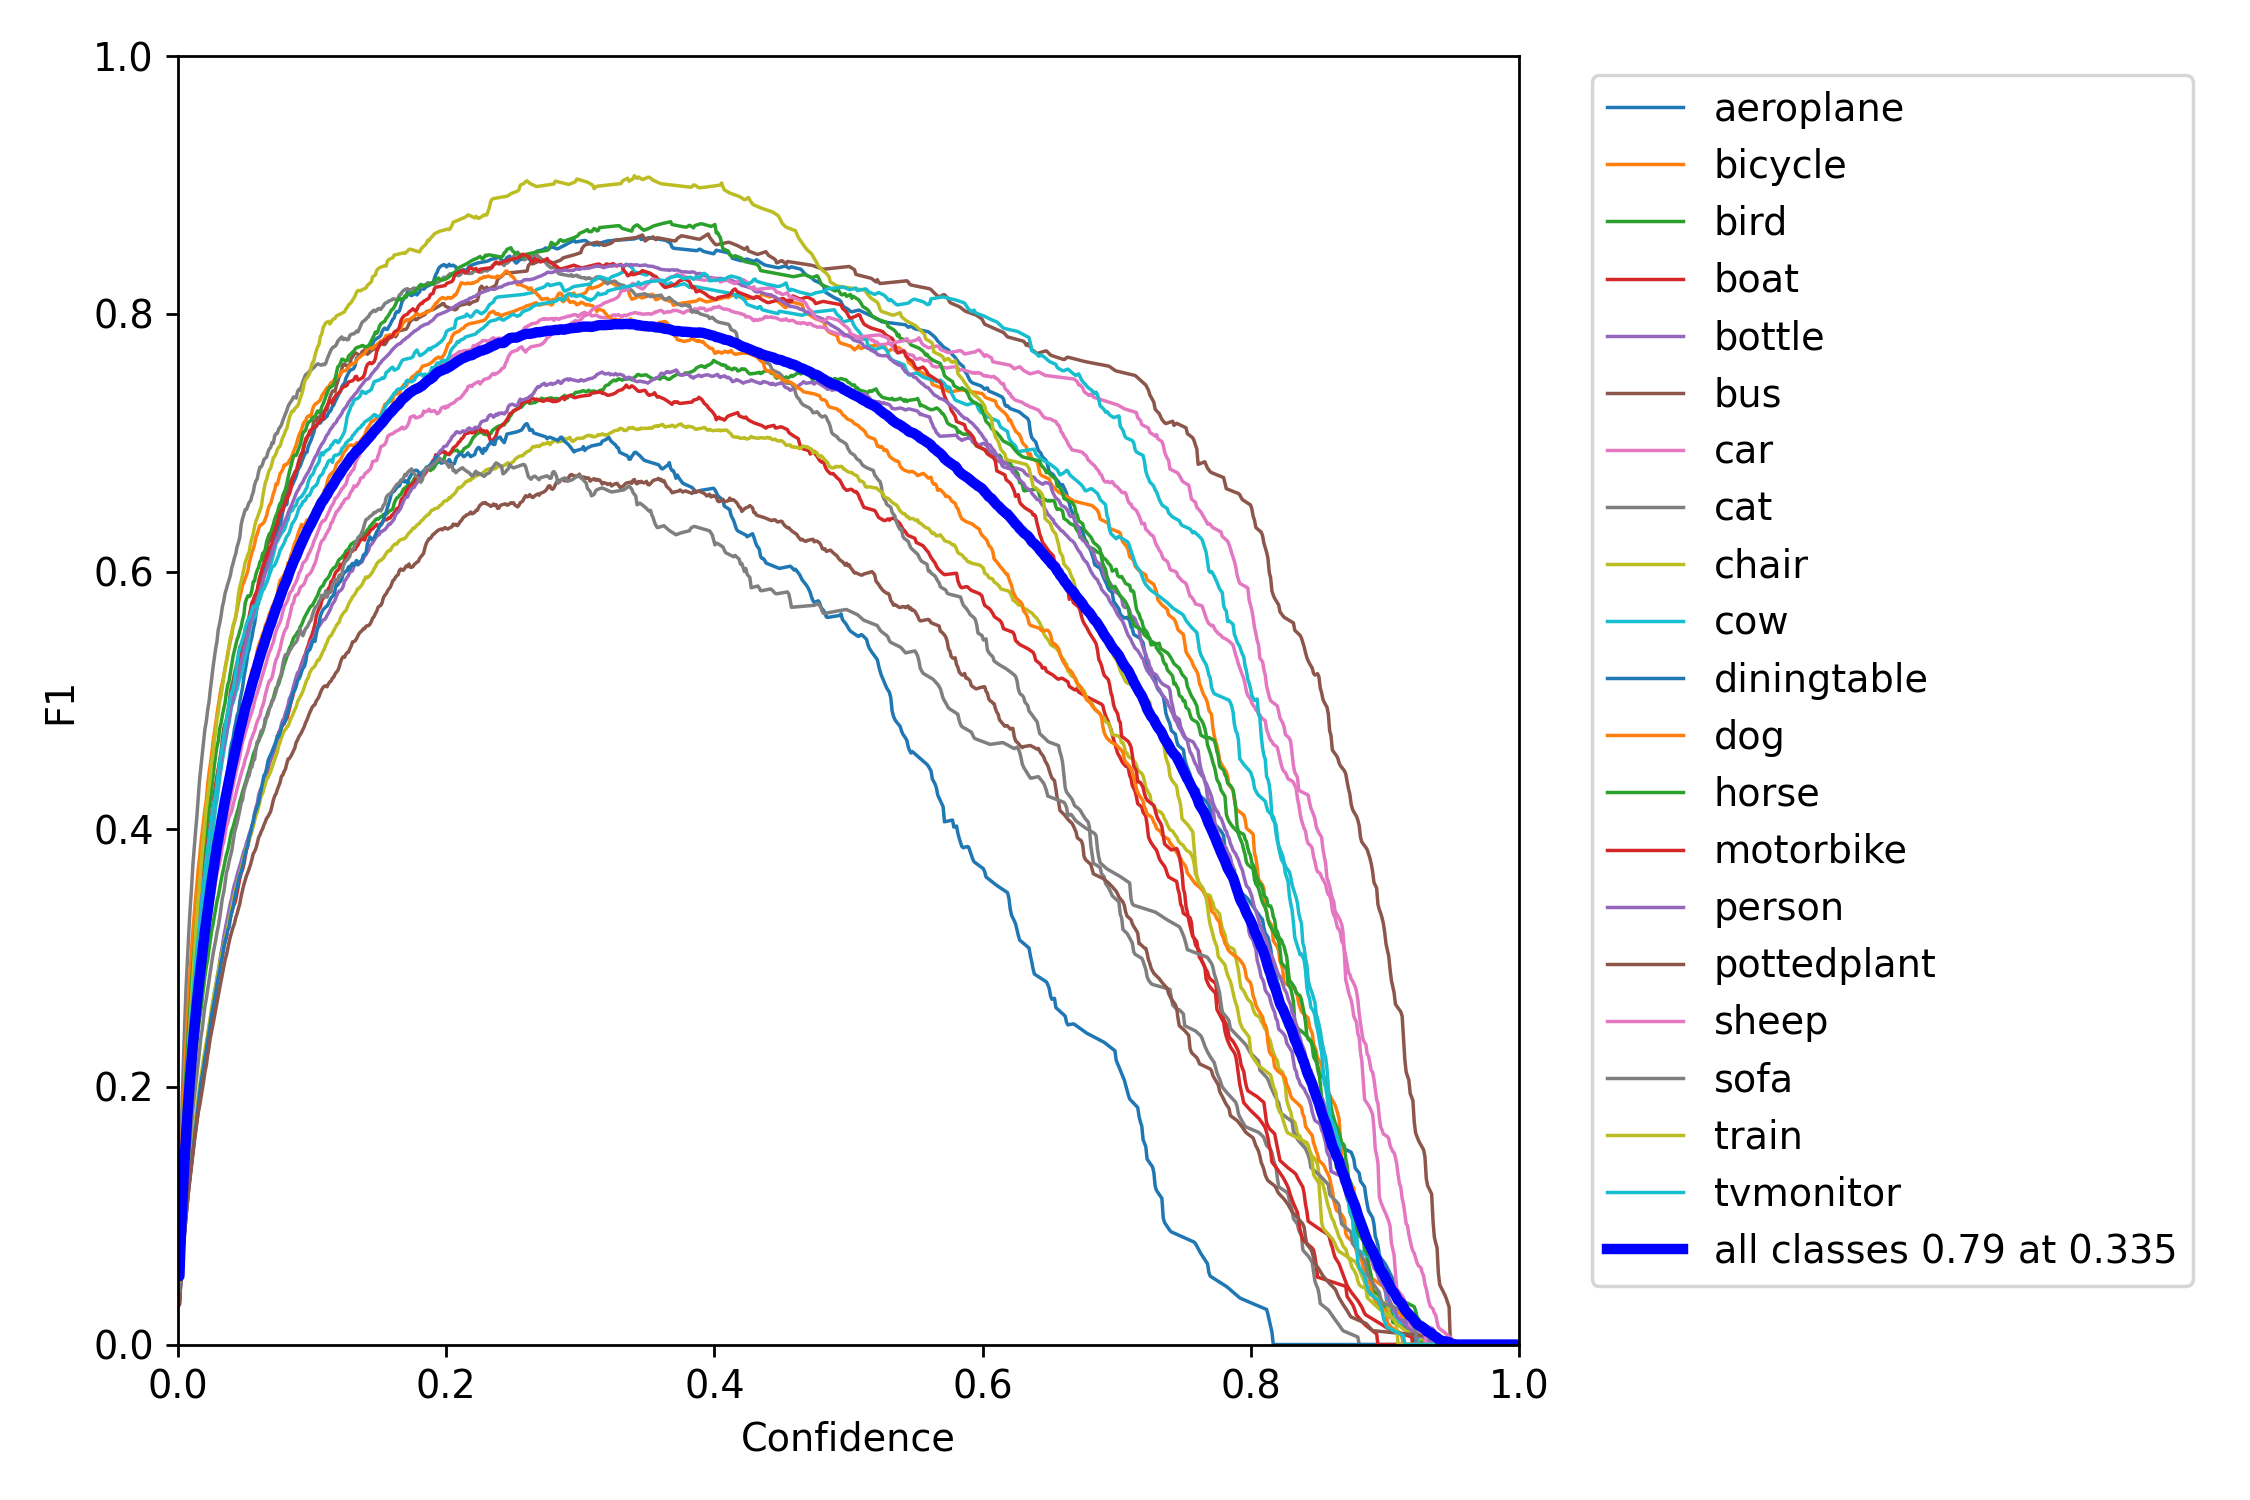 1.0
0.8
0.6
0.4
0.2
0.0
F1
0.0 0.2 0.4 0.6 0.8 1.0
Confidence
aeroplane
bicycle
bird
boat
bottle
bus
car
cat
chair
cow
diningtable
dog
horse
motorbike
person
pottedplant
sheep
sofa
train
tvmonitor
all classes 0.79 at 0.335